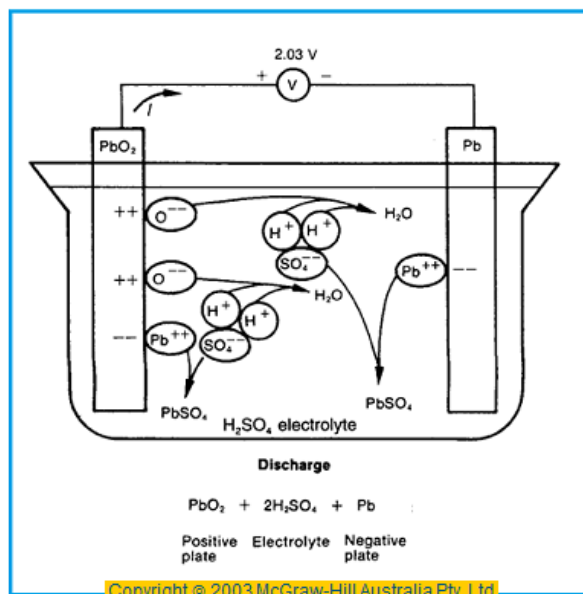 2.03 V
+ V −
I
PbO₂ Pb
++ O⁻⁻ H₂O
H⁺ H⁺
SO₄⁻⁻ Pb⁺⁺ −−
++ O⁻⁻ H₂O
H⁺ H⁺
−− Pb⁺⁺ SO₄⁻⁻
PbSO₄ PbSO₄
H₂SO₄ electrolyte
Discharge
PbO₂ + 2H₂SO₄ + Pb
Positive Electrolyte Negative
plate plate
Copyright © 2003 McGraw-Hill Australia Pty Ltd